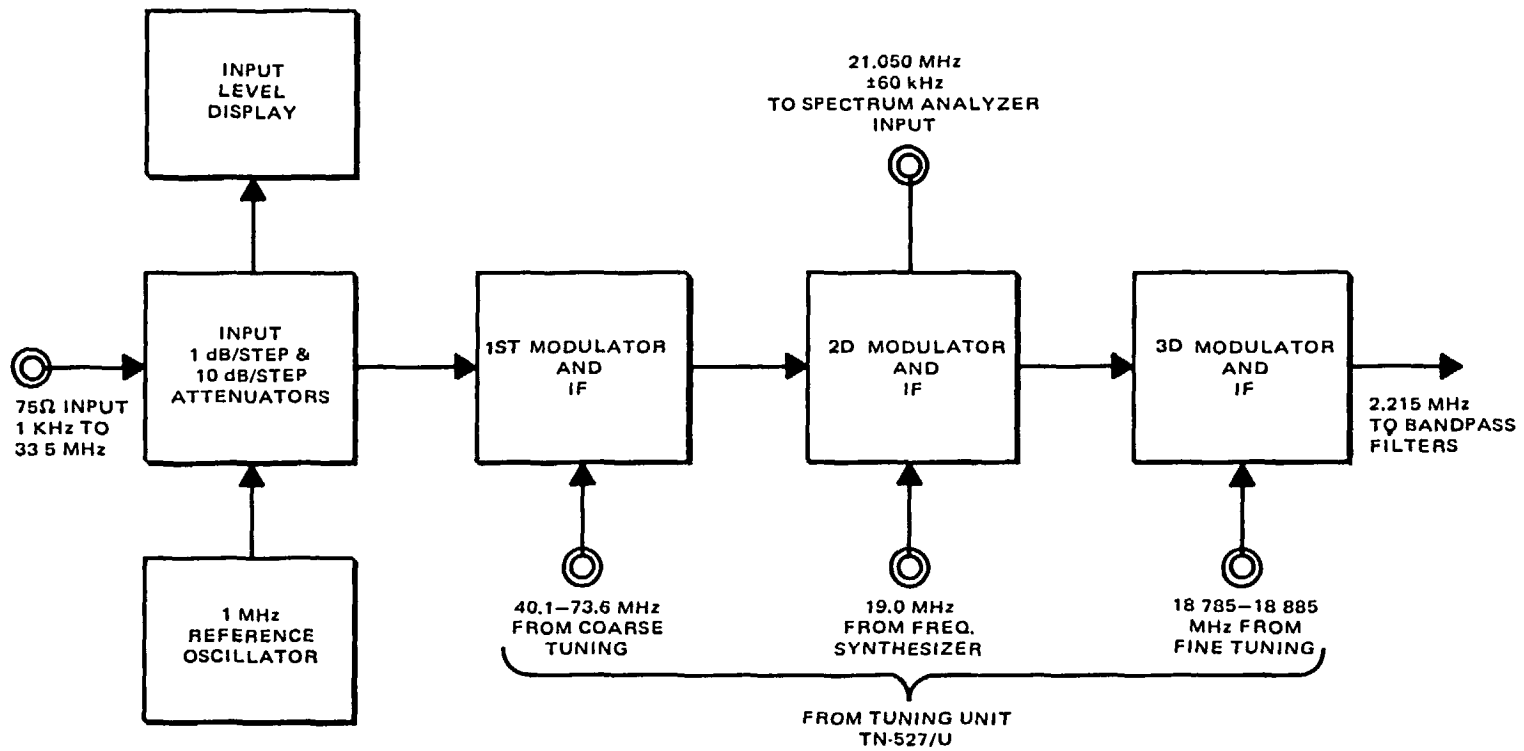 INPUT
LEVEL
DISPLAY
21.050 MHz
±60 kHz
TO SPECTRUM ANALYZER
INPUT
75Ω INPUT
1 KHz TO
33 5 MHz
INPUT
1 dB/STEP &
10 dB/STEP
ATTENUATORS
1ST MODULATOR
AND
IF
2D MODULATOR
AND
IF
3D MODULATOR
AND
IF
2.215 MHz
TO BANDPASS
FILTERS
1 MHz
REFERENCE
OSCILLATOR
40.1–73.6 MHz
FROM COARSE
TUNING
19.0 MHz
FROM FREQ.
SYNTHESIZER
18 785–18 885
MHz FROM
FINE TUNING
FROM TUNING UNIT
TN-527/U